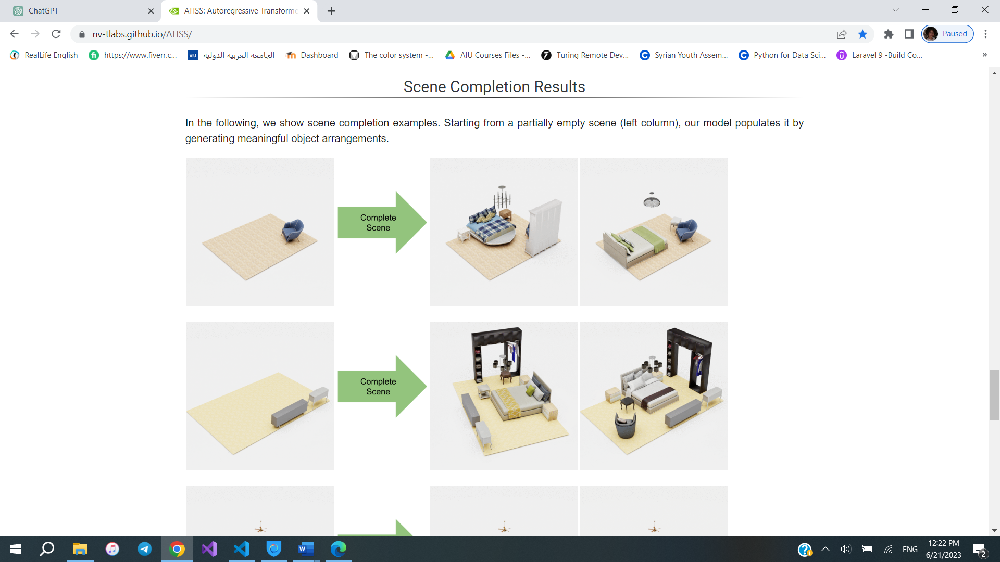 ChatGPT
ATISS: Autoregressive Transforme
nv-tlabs.github.io/ATISS/
Paused
RealLife English
https://www.fiverr.c...
AIU
الجامعة العربية الدولية
Dashboard
The color system -...
AIU Courses Files -...
Turing Remote Dev...
Syrian Youth Assem...
Python for Data Sci...
Laravel 9 -Build Co...
»
Scene Completion Results
In the following, we show scene completion examples. Starting from a partially empty scene (left column), our model populates it by
generating meaningful object arrangements.
Complete
Scene
Complete
Scene
ENG
12:22 PM
6/21/2023
2